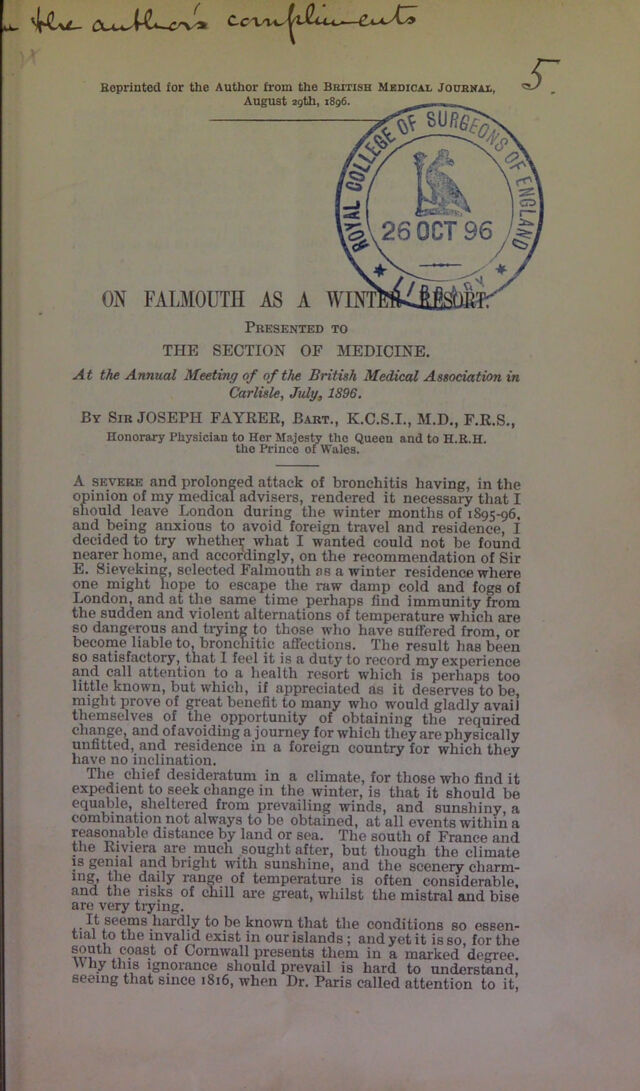 the author's compliments
5.
Reprinted for the Author from the BRITISH MEDICAL JOURNAL,
August 29th, 1896.
ROYAL COLLEGE OF SURGEONS OF ENGLAND
26 OCT 96
★ LIBRARY ★
ON FALMOUTH AS A WINTER RESORT.
PRESENTED TO
THE SECTION OF MEDICINE.
At the Annual Meeting of of the British Medical Association in
Carlisle, July, 1896.
BY SIR JOSEPH FAYRER, BART., K.C.S.I., M.D., F.R.S.,
Honorary Physician to Her Majesty the Queen and to H.R.H.
the Prince of Wales.
A SEVERE and prolonged attack of bronchitis having, in the
opinion of my medical advisers, rendered it necessary that I
should leave London during the winter months of 1895-96,
and being anxious to avoid foreign travel and residence, I
decided to try whether what I wanted could not be found
nearer home, and accordingly, on the recommendation of Sir
E. Sieveking, selected Falmouth as a winter residence where
one might hope to escape the raw damp cold and fogs of
London, and at the same time perhaps find immunity from
the sudden and violent alternations of temperature which are
so dangerous and trying to those who have suffered from, or
become liable to, bronchitic affections. The result has been
so satisfactory, that I feel it is a duty to record my experience
and call attention to a health resort which is perhaps too
little known, but which, if appreciated as it deserves to be,
might prove of great benefit to many who would gladly avail
themselves of the opportunity of obtaining the required
change, and of avoiding a journey for which they are physically
unfitted, and residence in a foreign country for which they
have no inclination.
The chief desideratum in a climate, for those who find it
expedient to seek change in the winter, is that it should be
equable, sheltered from prevailing winds, and sunshiny, a
combination not always to be obtained, at all events within a
reasonable distance by land or sea. The south of France and
the Riviera are much sought after, but though the climate
is genial and bright with sunshine, and the scenery charm-
ing, the daily range of temperature is often considerable,
and the risks of chill are great, whilst the mistral and bise
are very trying.
It seems hardly to be known that the conditions so essen-
tial to the invalid exist in our islands; and yet it is so, for the
south coast of Cornwall presents them in a marked degree.
Why this ignorance should prevail is hard to understand,
seeing that since 1816, when Dr. Paris called attention to it,